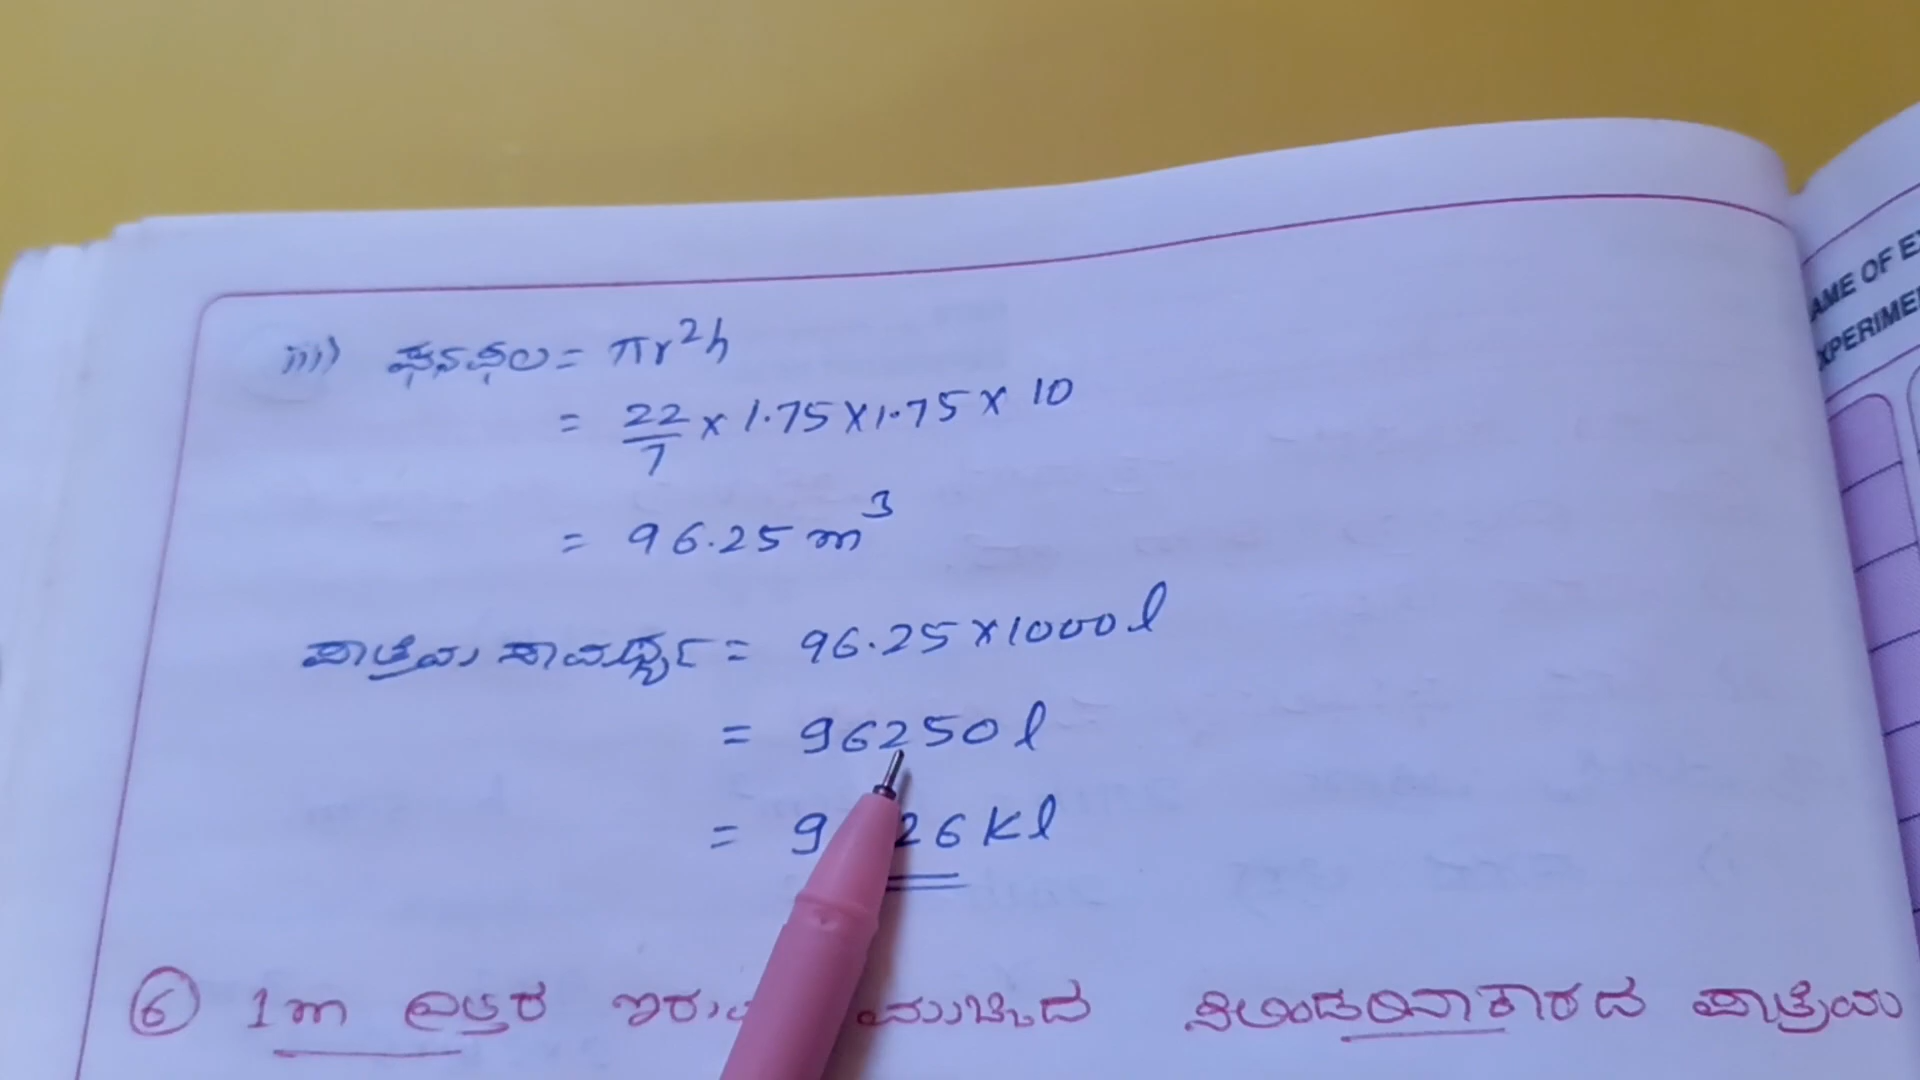 iii) ಘನಫಲ = πr²h
= 22/7 × 1.75 × 1.75 × 10
= 96.25 m³
ಪಾತ್ರೆಯ ಸಾಮರ್ಥ್ಯ = 96.25 × 1000 l
= 96250 l
= 9 26 kl
6 1m ಎತ್ತರ ಮುಚ್ಚಿದ ಸಿಲಿಂಡರಿನಾಕಾರದ ಪಾತ್ರೆಯ
AME OF E
XPERIME